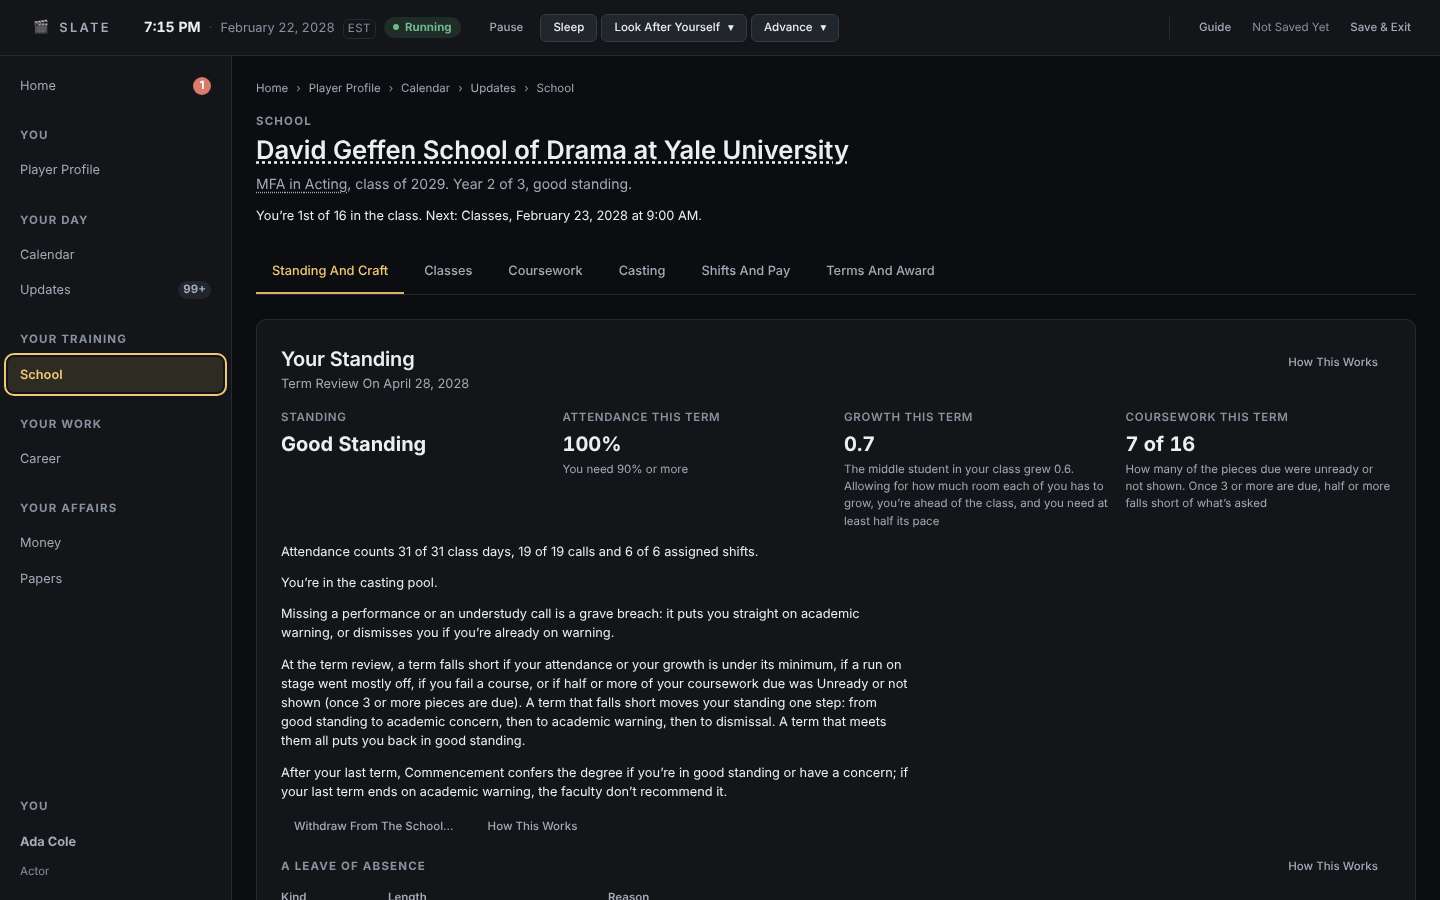 SLATE
7:15 PM · February 22, 2028 EST Running Pause Sleep Look After Yourself ▾ Advance ▾ Guide Not Saved Yet Save & Exit
Home 1
YOU
Player Profile
YOUR DAY
Calendar
Updates 99+
YOUR TRAINING
School
YOUR WORK
Career
YOUR AFFAIRS
Money
Papers
YOU
Ada Cole
Actor
Home › Player Profile › Calendar › Updates › School
SCHOOL
David Geffen School of Drama at Yale University
MFA in Acting, class of 2029. Year 2 of 3, good standing.
You're 1st of 16 in the class. Next: Classes, February 23, 2028 at 9:00 AM.
Standing And Craft Classes Coursework Casting Shifts And Pay Terms And Award
Your Standing How This Works
Term Review On April 28, 2028
STANDING
Good Standing
ATTENDANCE THIS TERM
100%
You need 90% or more
GROWTH THIS TERM
0.7
The middle student in your class grew 0.6.
Allowing for how much room each of you has to
grow, you're ahead of the class, and you need at
least half its pace
COURSEWORK THIS TERM
7 of 16
How many of the pieces due were unready or
not shown. Once 3 or more are due, half or more
falls short of what's asked
Attendance counts 31 of 31 class days, 19 of 19 calls and 6 of 6 assigned shifts.
You're in the casting pool.
Missing a performance or an understudy call is a grave breach: it puts you straight on academic
warning, or dismisses you if you're already on warning.
At the term review, a term falls short if your attendance or your growth is under its minimum, if a run on
stage went mostly off, if you fail a course, or if half or more of your coursework due was Unready or not
shown (once 3 or more pieces are due). A term that falls short moves your standing one step: from
good standing to academic concern, then to academic warning, then to dismissal. A term that meets
them all puts you back in good standing.
After your last term, Commencement confers the degree if you're in good standing or have a concern; if
your last term ends on academic warning, the faculty don't recommend it.
Withdraw From The School... How This Works
A LEAVE OF ABSENCE How This Works
Kind Length Reason